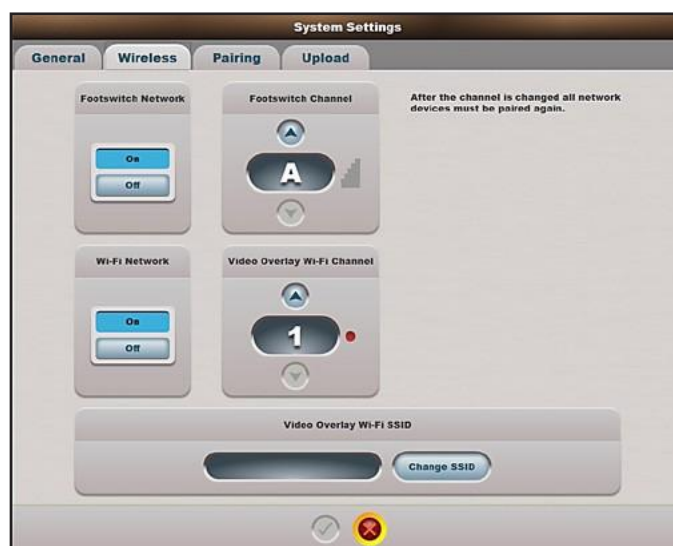 System Settings
General Wireless Pairing Upload
Footswitch Network
On
Off
Footswitch Channel
A
After the channel is changed all network
devices must be paired again.
Wi-Fi Network
On
Off
Video Overlay Wi-Fi Channel
1
Video Overlay Wi-Fi SSID
Change SSID